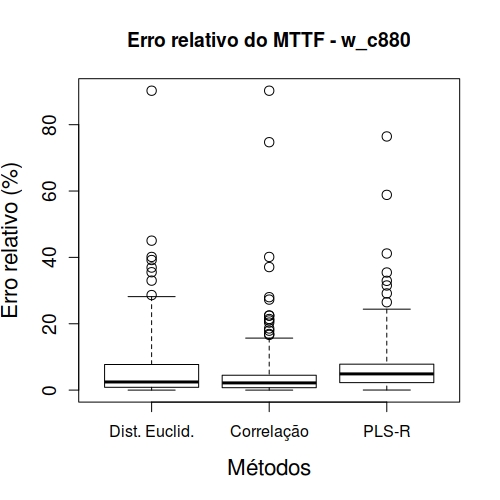 Erro relativo do MTTF - w_c880
Erro relativo (%)
80
60
40
20
0
Dist. Euclid. Correlação PLS-R
Métodos